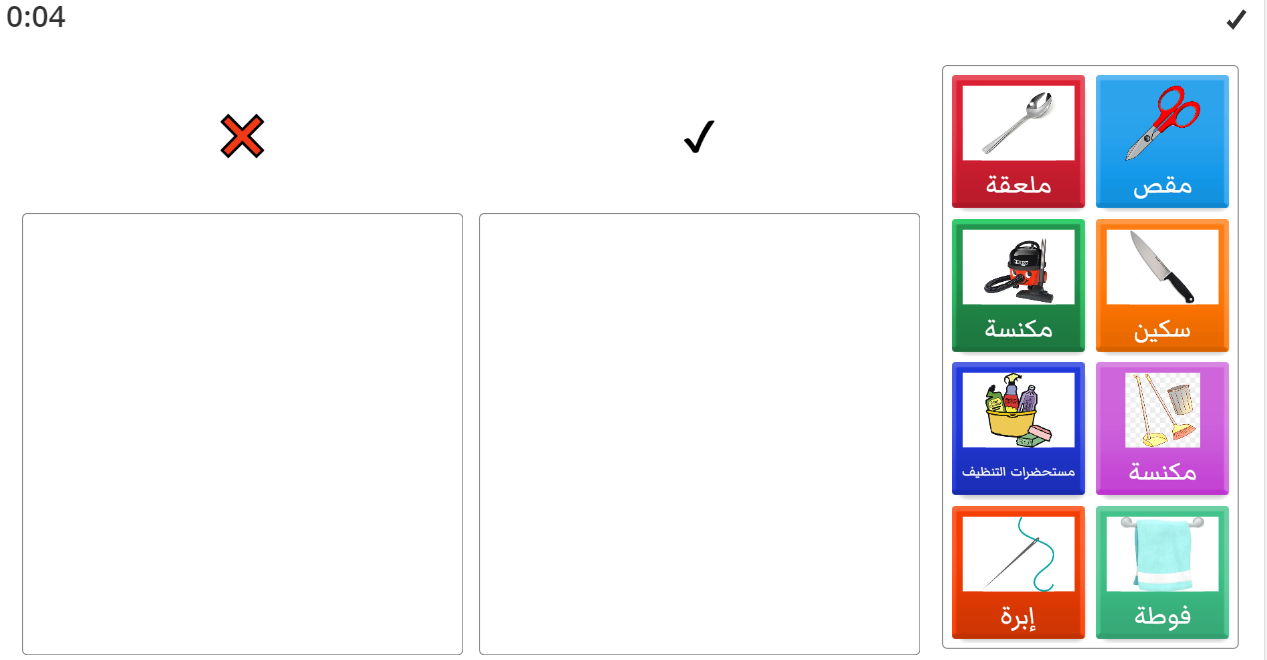 0:04
مقص
ملعقة
سكين
مكنسة
مكنسة
مستحضرات التنظيف
فوطة
إبرة